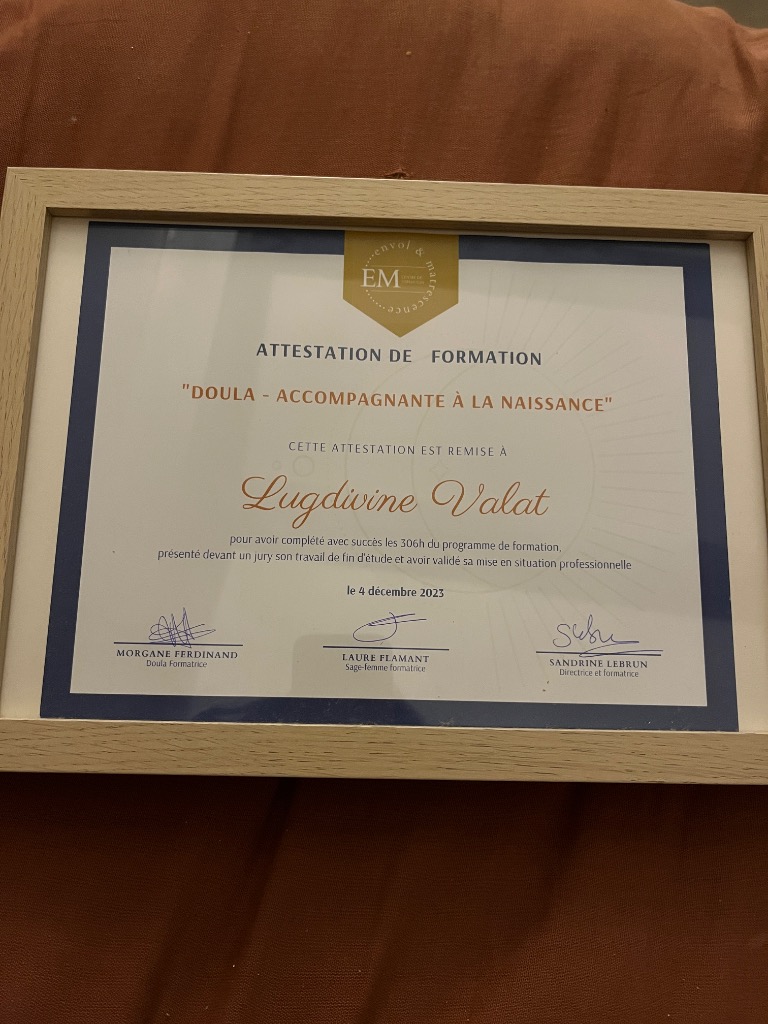 envol & matrescence
EM
ATTESTATION DE FORMATION
"DOULA - ACCOMPAGNANTE À LA NAISSANCE"
CETTE ATTESTATION EST REMISE À
Lugdivine Valat
pour avoir complété avec succès les 306h du programme de formation,
présenté devant un jury son travail de fin d'étude et avoir validé sa mise en situation professionnelle
le 4 décembre 2023
MORGANE FERDINAND
Doula Formatrice
LAURE FLAMANT
Sage-femme formatrice
SANDRINE LEBRUN
Directrice et formatrice